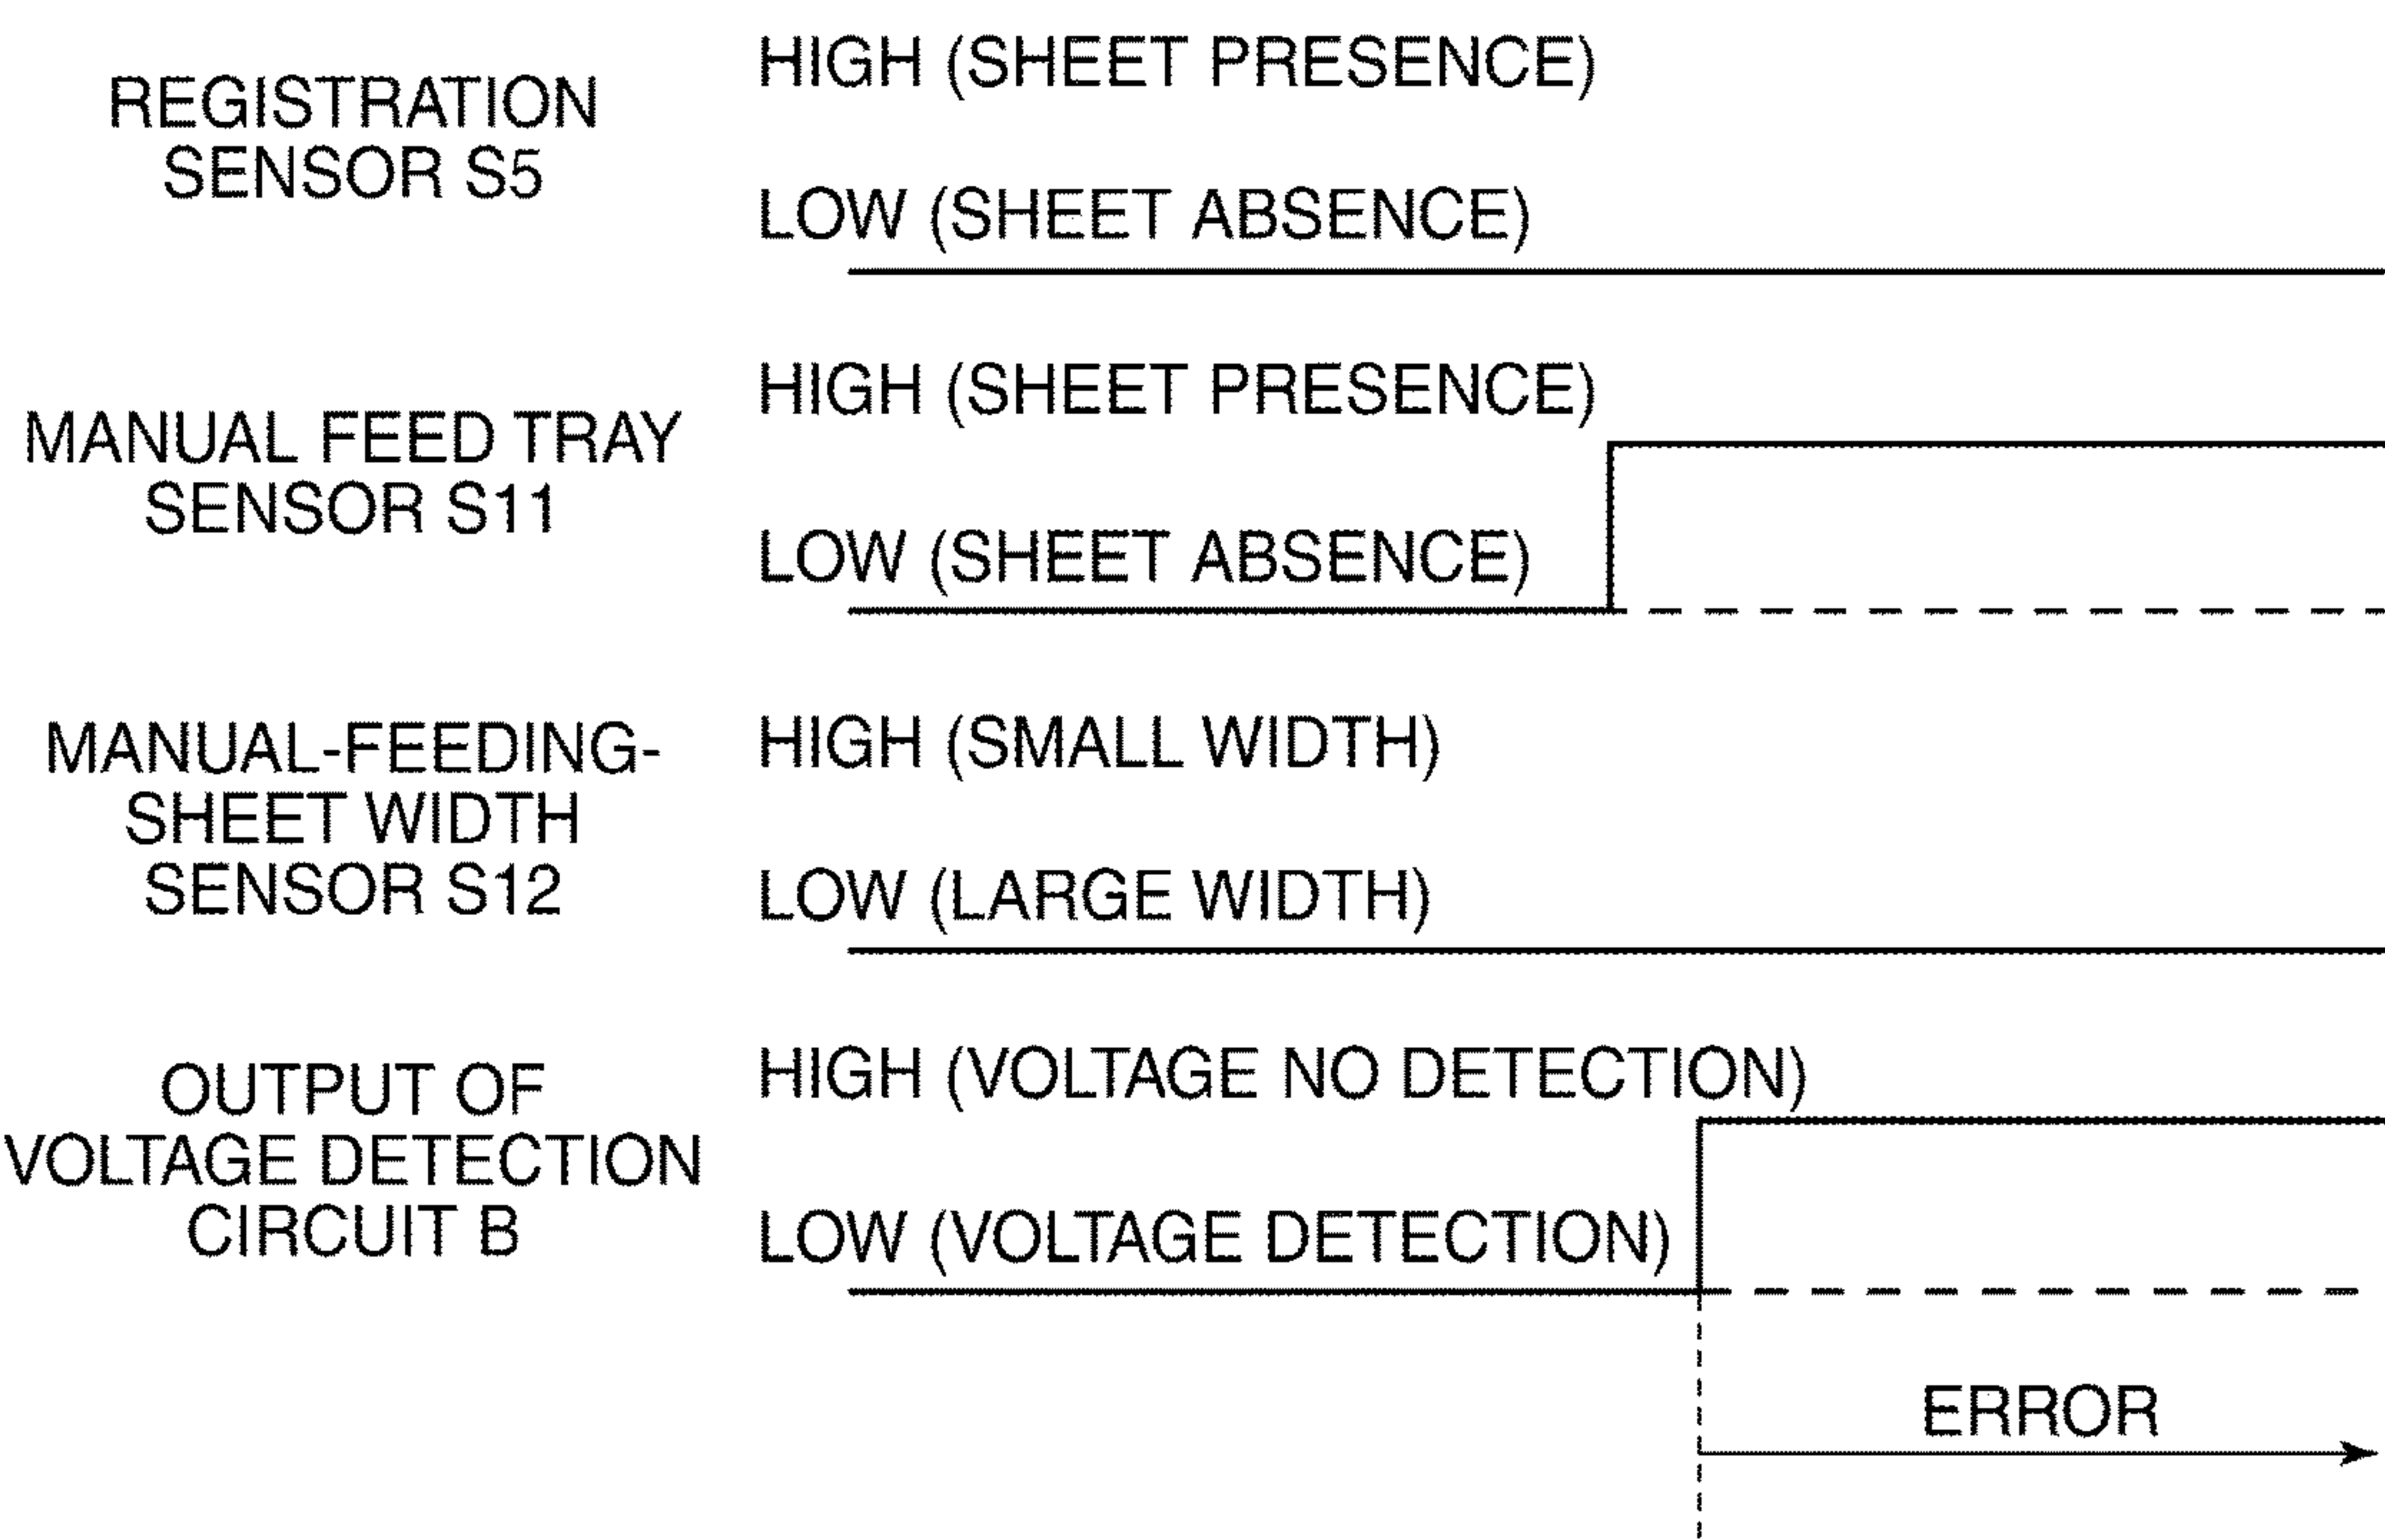 REGISTRATION
SENSOR S5
HIGH (SHEET PRESENCE)
LOW (SHEET ABSENCE)
MANUAL FEED TRAY
SENSOR S11
HIGH (SHEET PRESENCE)
LOW (SHEET ABSENCE)
MANUAL-FEEDING-
SHEET WIDTH
SENSOR S12
HIGH (SMALL WIDTH)
LOW (LARGE WIDTH)
OUTPUT OF
VOLTAGE DETECTION
CIRCUIT B
HIGH (VOLTAGE NO DETECTION)
LOW (VOLTAGE DETECTION)
ERROR